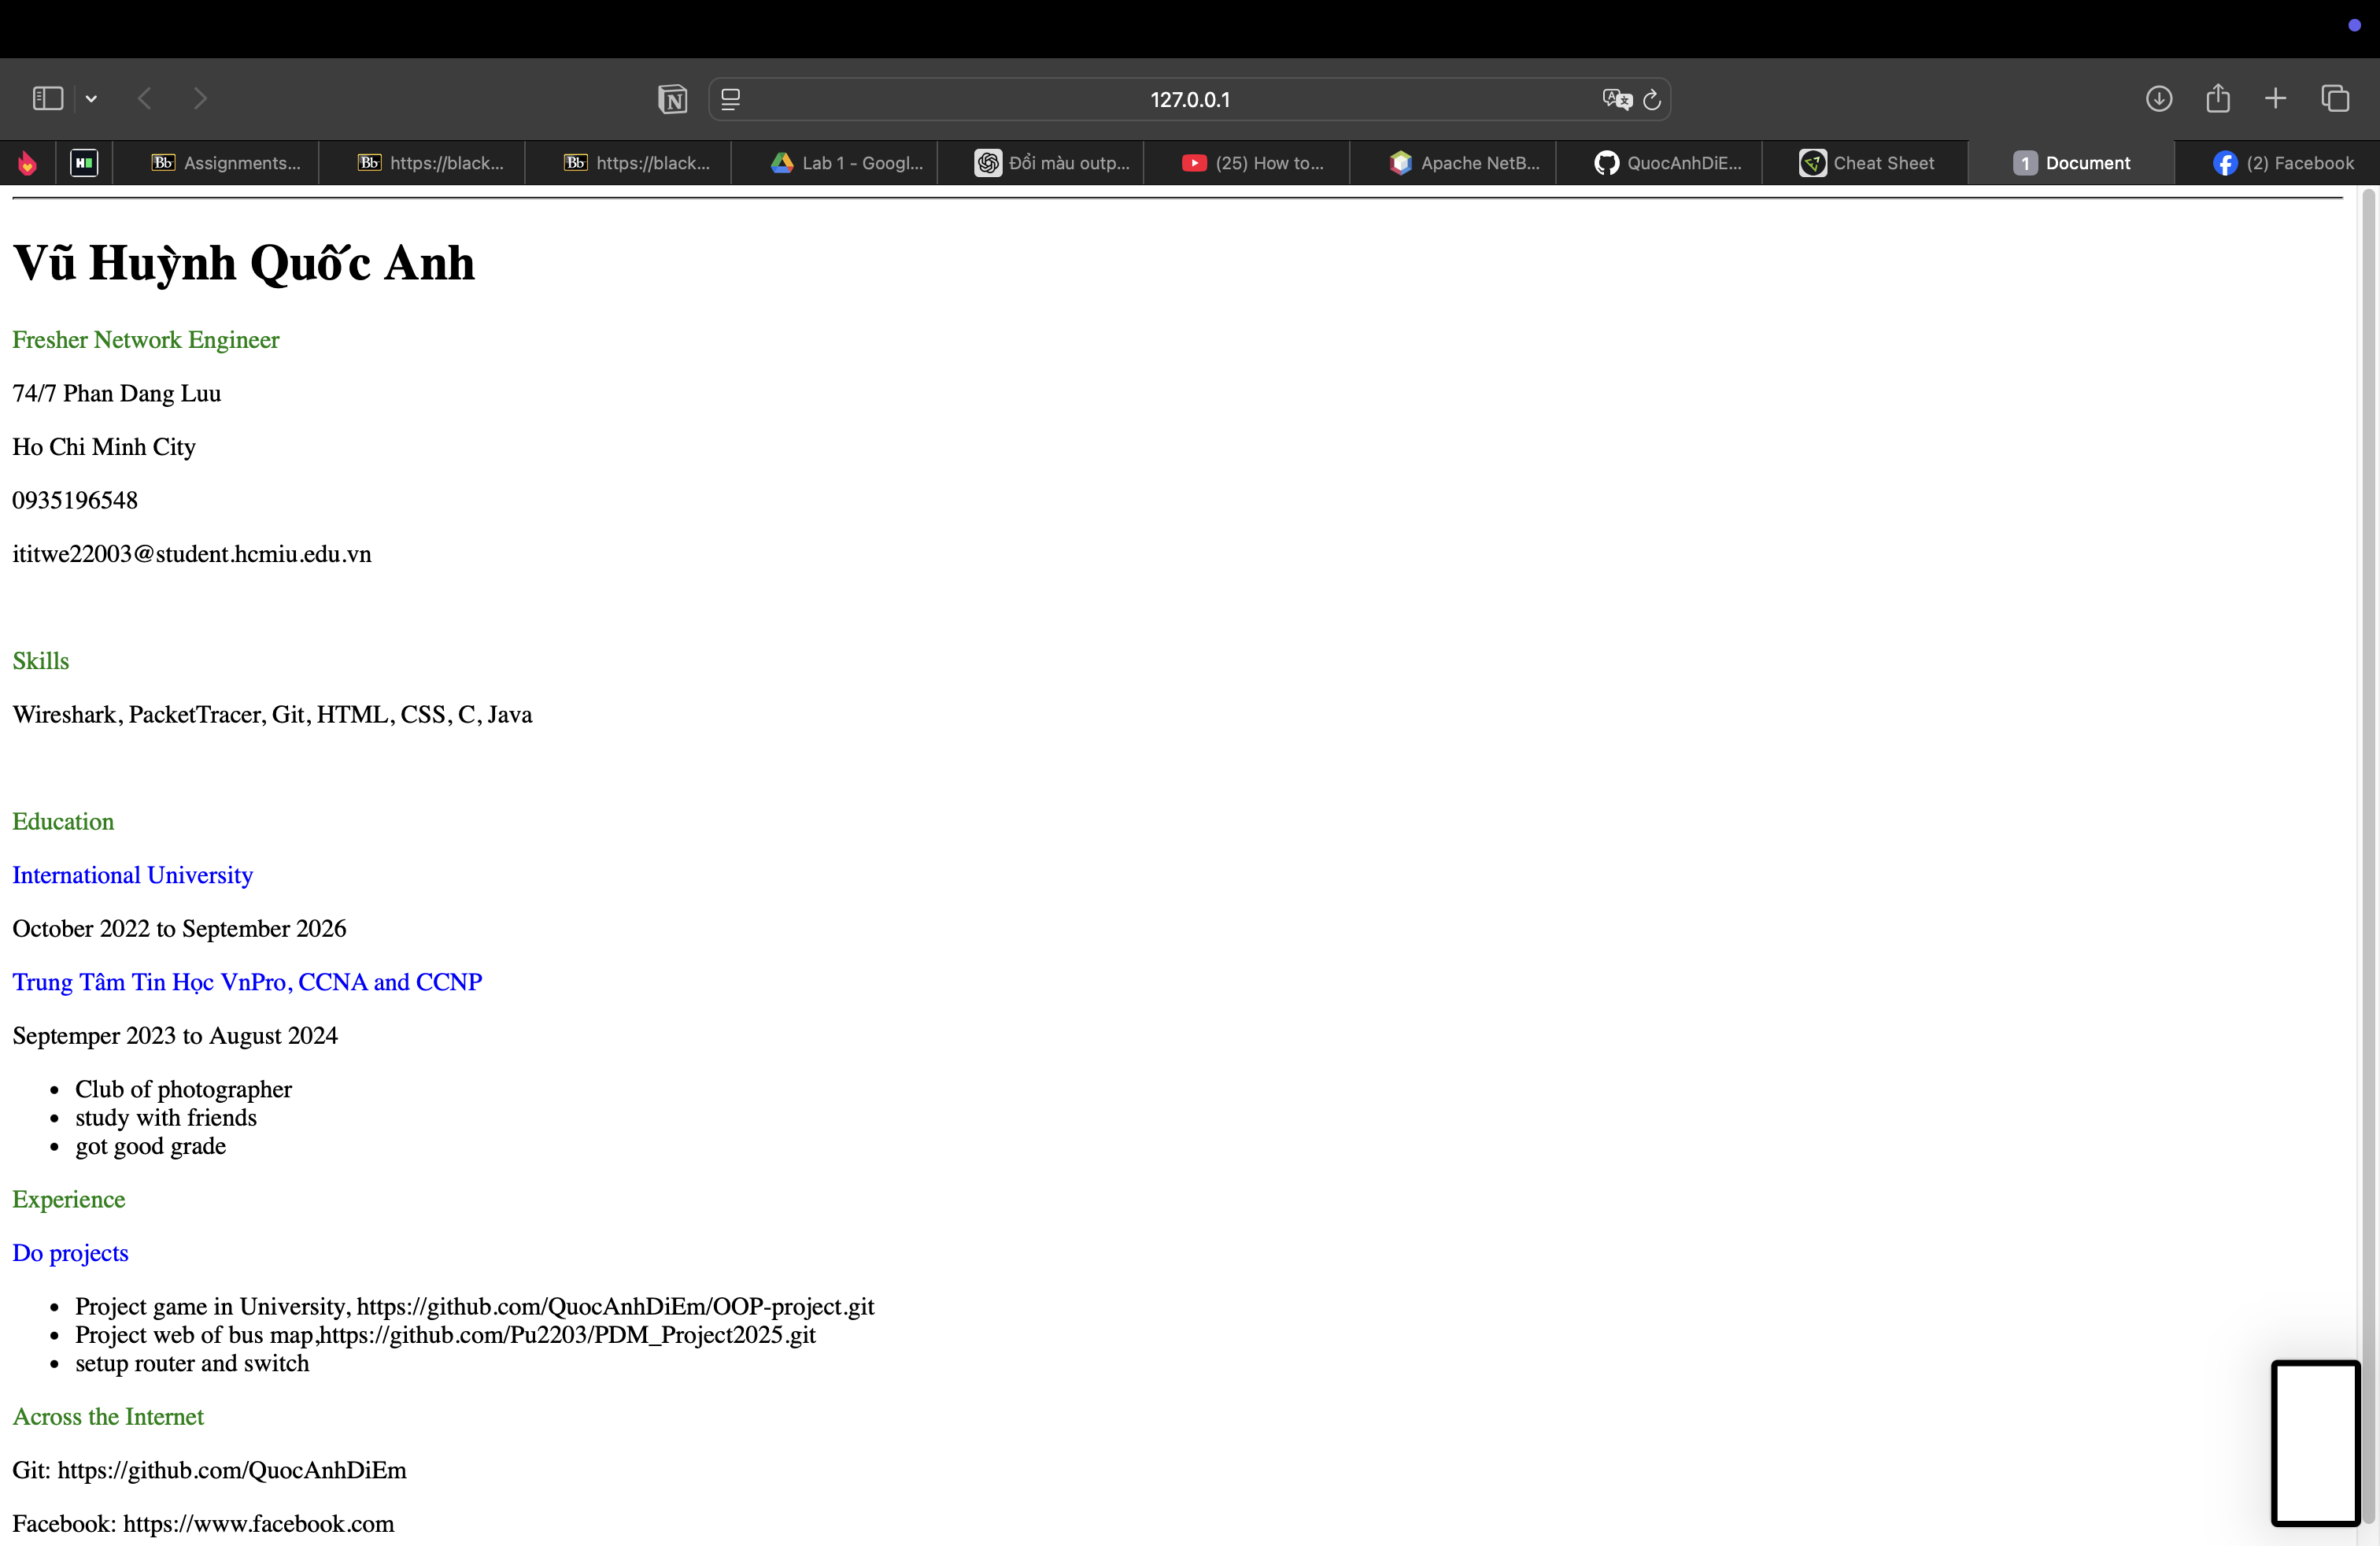 127.0.0.1
Bb Assignments...
Bb https://black...
Bb https://black...
Lab 1 - Googl...
Đổi màu outp...
(25) How to...
Apache NetB...
QuocAnhDiE...
Cheat Sheet
1 Document
(2) Facebook
Vũ Huỳnh Quốc Anh
Fresher Network Engineer
74/7 Phan Dang Luu
Ho Chi Minh City
0935196548
ititwe22003@student.hcmiu.edu.vn
Skills
Wireshark, PacketTracer, Git, HTML, CSS, C, Java
Education
International University
October 2022 to September 2026
Trung Tâm Tin Học VnPro, CCNA and CCNP
Septemper 2023 to August 2024
• Club of photographer
• study with friends
• got good grade
Experience
Do projects
• Project game in University, https://github.com/QuocAnhDiEm/OOP-project.git
• Project web of bus map,https://github.com/Pu2203/PDM_Project2025.git
• setup router and switch
Across the Internet
Git: https://github.com/QuocAnhDiEm
Facebook: https://www.facebook.com